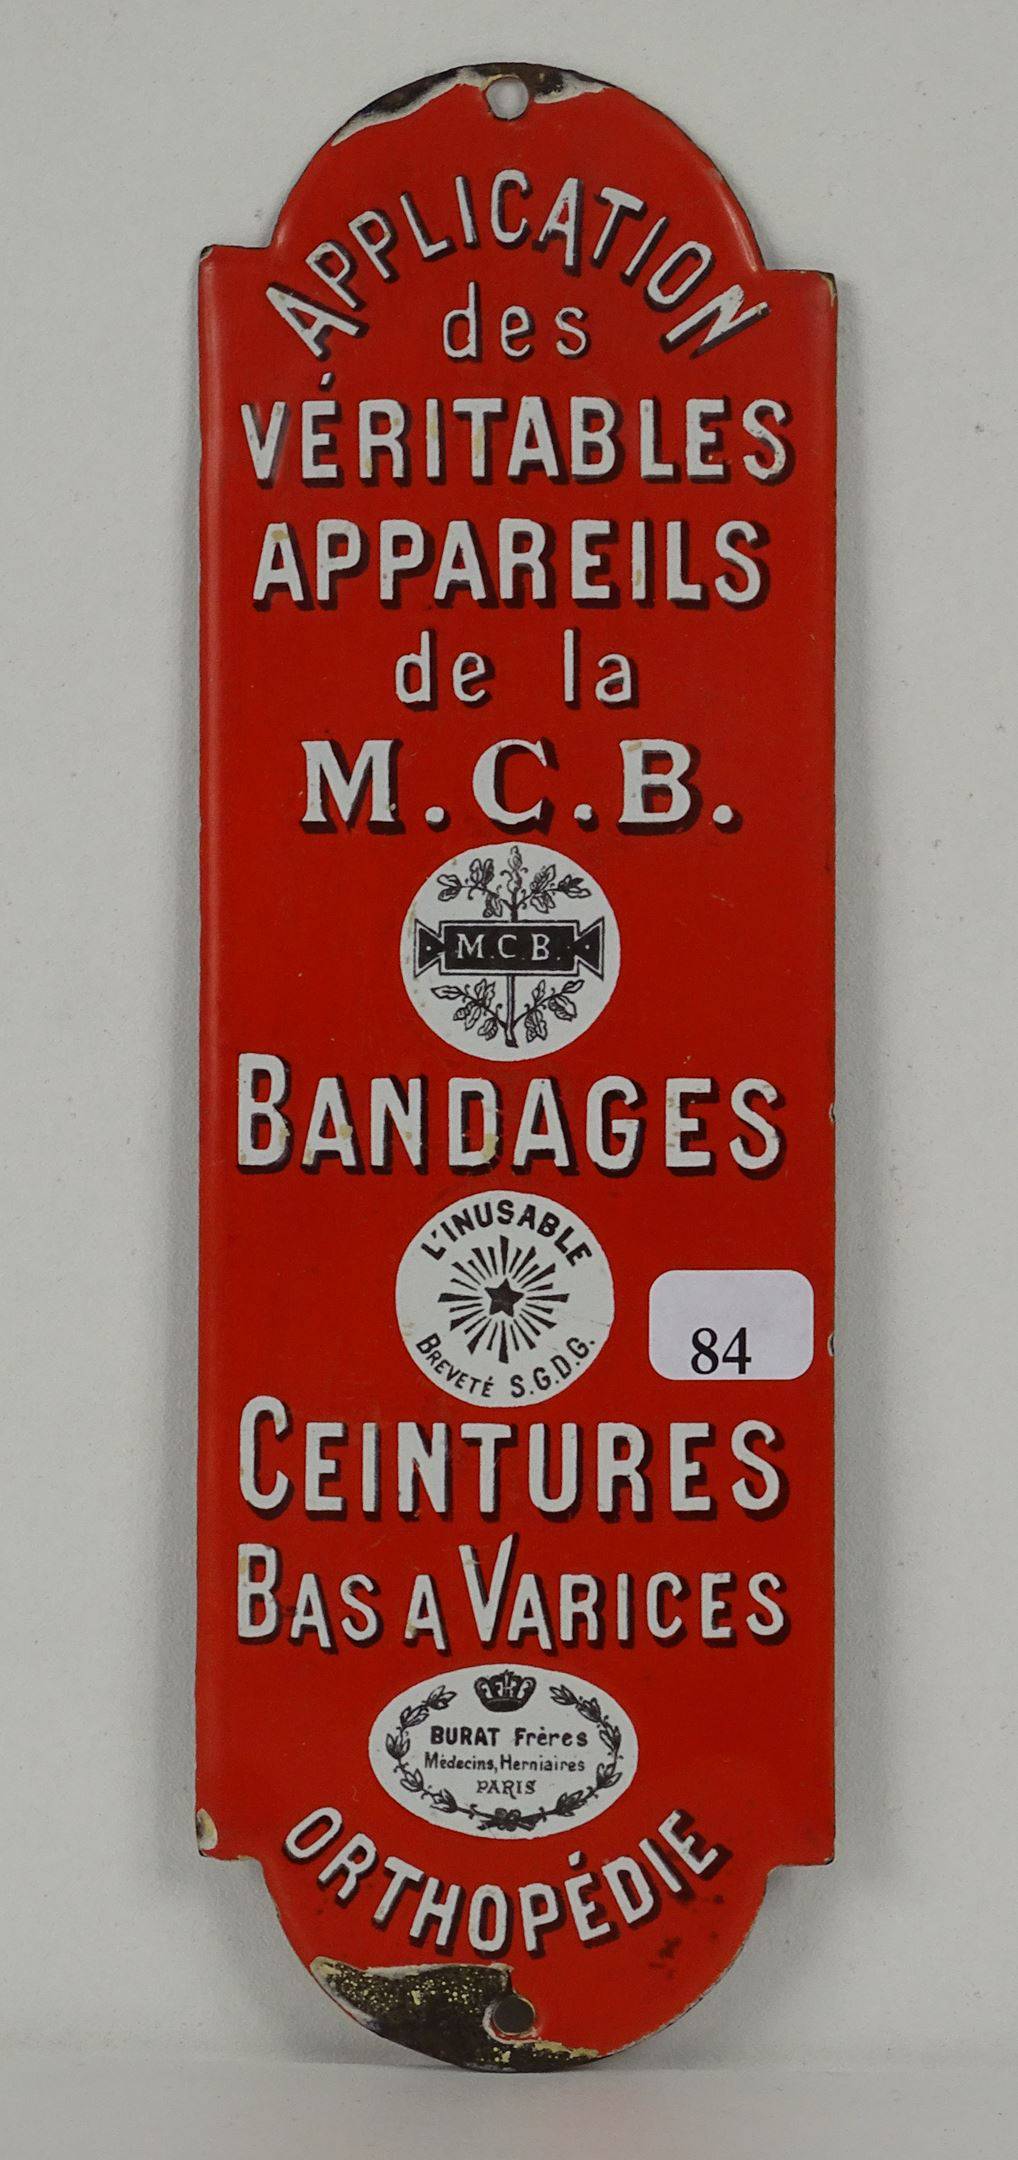 APPLICATION
des
VÉRITABLES
APPAREILS
de la
M.C.B.
M.C.B.
BANDAGES
L'INUSABLE
BREVETÉ S.G.D.G.
84
CEINTURES
BAS A VARICES
BURAT Frères
Médecins, Herniaires
PARIS
ORTHOPÉDIE